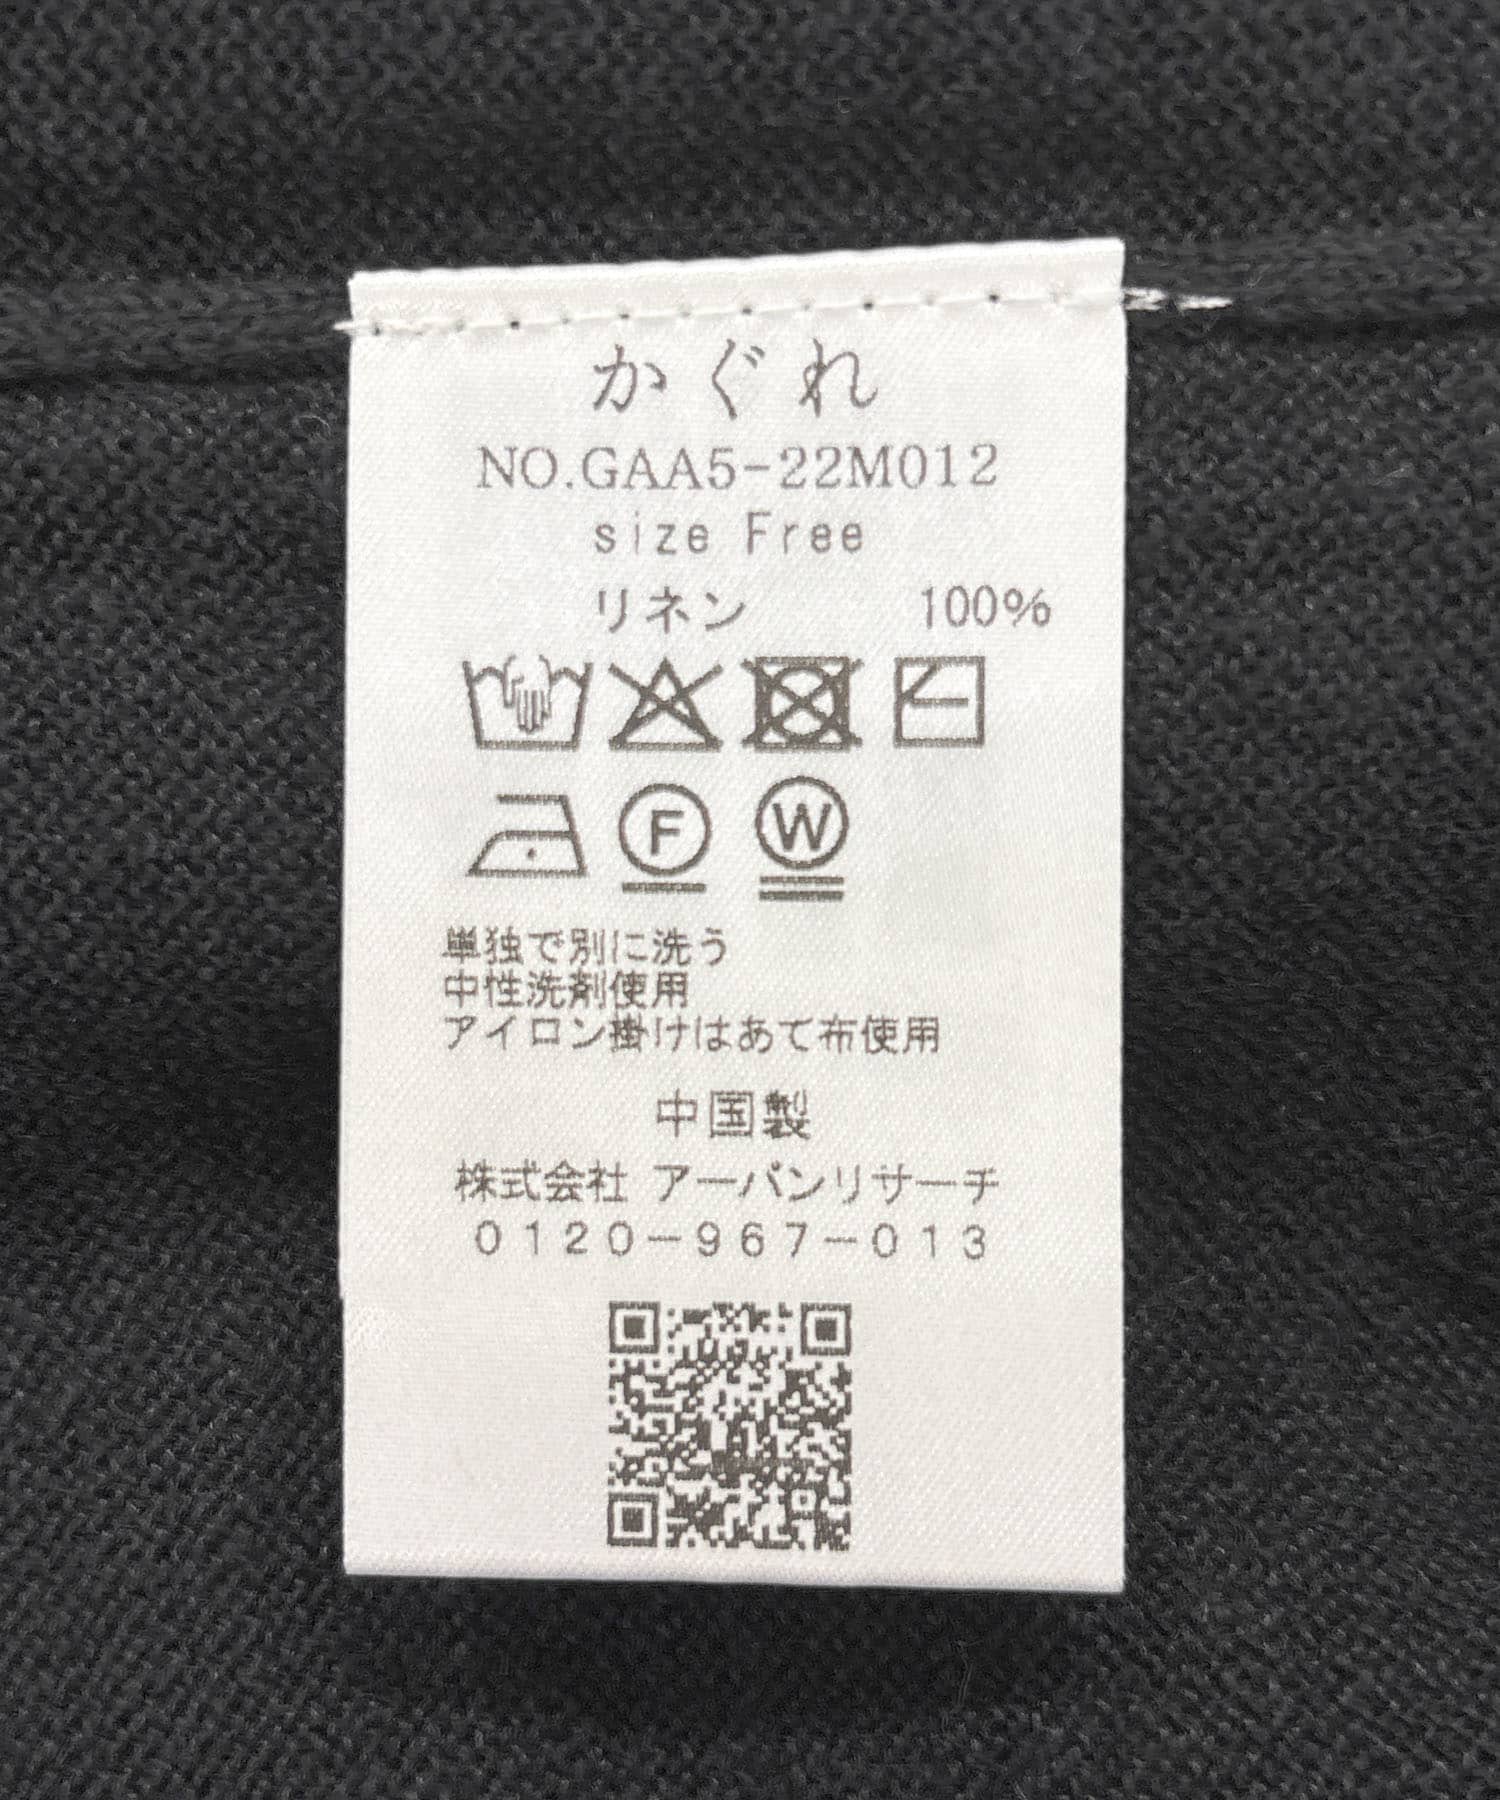 かぐれ
NO.GAA5-22M012
size Free
リネン 100%
F W
単独で別に洗う
中性洗剤使用
アイロン掛けはあて布使用
中国製
株式会社 アーバンリサーチ
0120-967-013